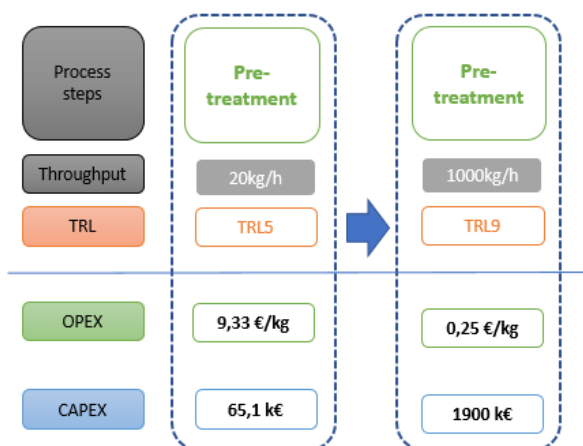 Process
steps
Pre-
treatment
Pre-
treatment
Throughput
20kg/h
1000kg/h
TRL
TRL5
TRL9
OPEX
9,33 €/kg
0,25 €/kg
CAPEX
65,1 k€
1900 k€